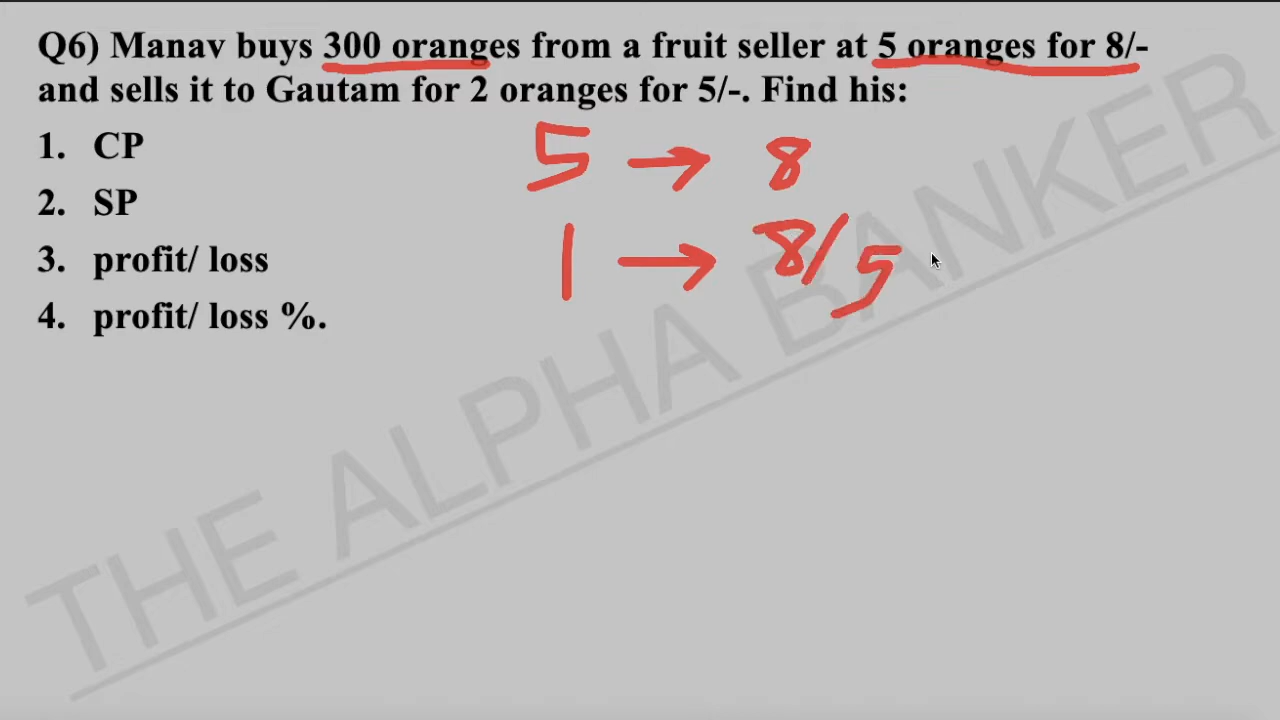 Q6) Manav buys 300 oranges from a fruit seller at 5 oranges for 8/-
and sells it to Gautam for 2 oranges for 5/-. Find his:
1. CP
5 → 8
2. SP
1 → 8/5
3. profit/ loss
4. profit/ loss %.
THE ALPHA BANKER